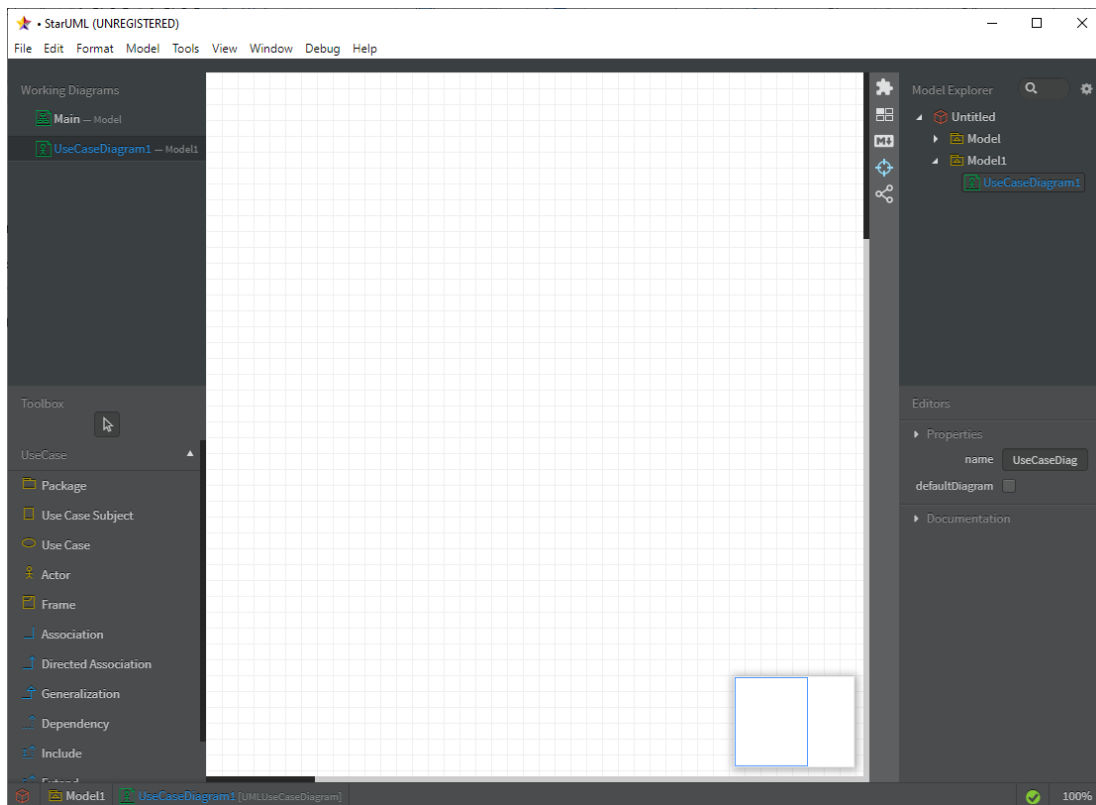 • StarUML (UNREGISTERED)
File Edit Format Model Tools View Window Debug Help
Working Diagrams
Main — Model
UseCaseDiagram1 — Model1
Toolbox
UseCase
Package
Use Case Subject
Use Case
Actor
Frame
Association
Directed Association
Generalization
Dependency
Include
Extend
M
Model Explorer
Untitled
Model
Model1
UseCaseDiagram1
Editors
Properties
name UseCaseDiag
defaultDiagram
Documentation
Model1 UseCaseDiagram1 [UMLUseCaseDiagram] 100%